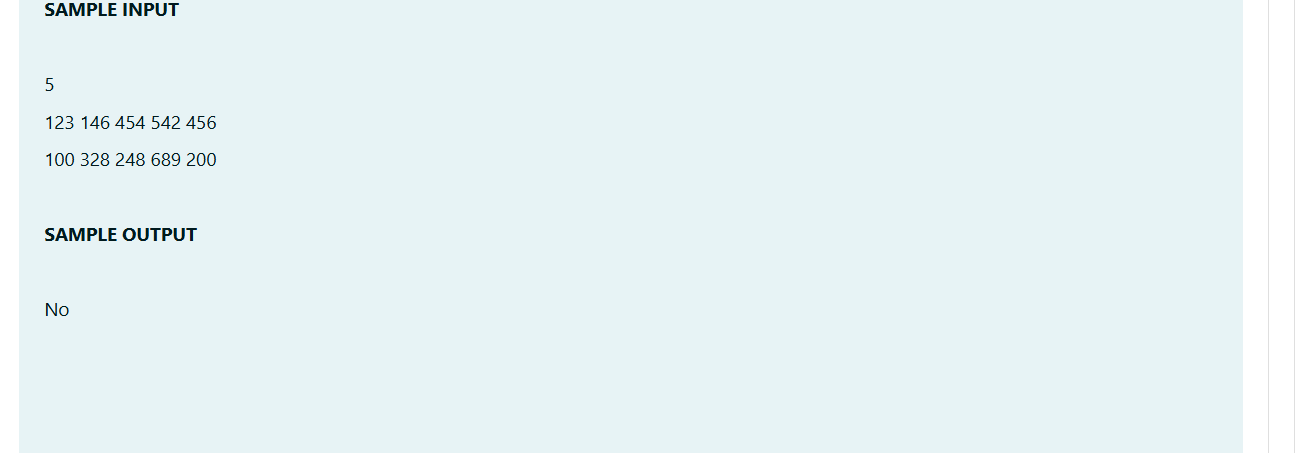 SAMPLE INPUT
5
123 146 454 542 456
100 328 248 689 200
SAMPLE OUTPUT
No